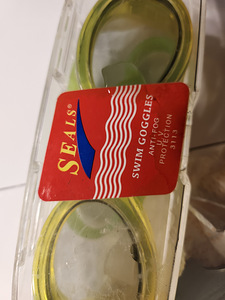 SEALS®
SWIM GOGGLES
ANTI-FOG
U.V.
PROTECTION
3113